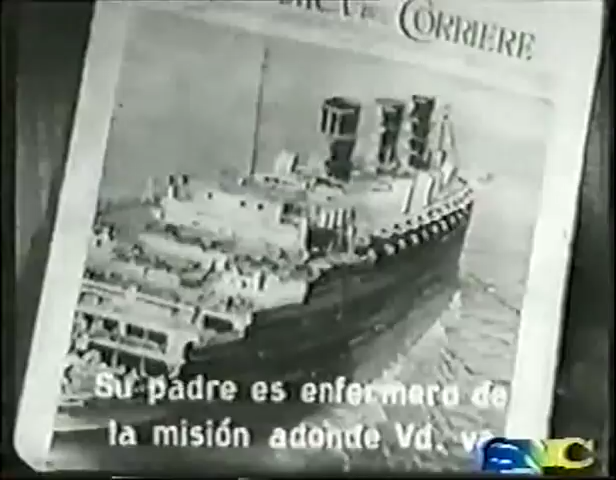 CORRIERE
Su padre es enfermero de
la misión adonde Vd. va